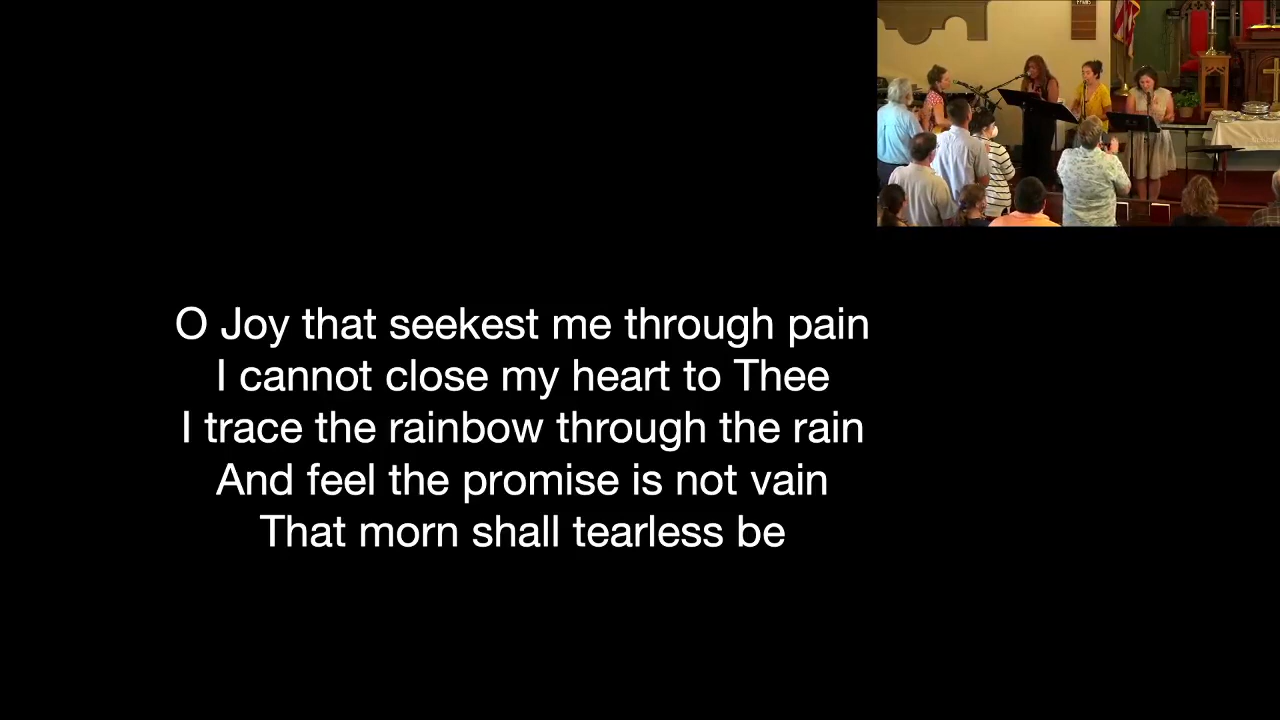 O Joy that seekest me through pain
I cannot close my heart to Thee
I trace the rainbow through the rain
And feel the promise is not vain
That morn shall tearless be